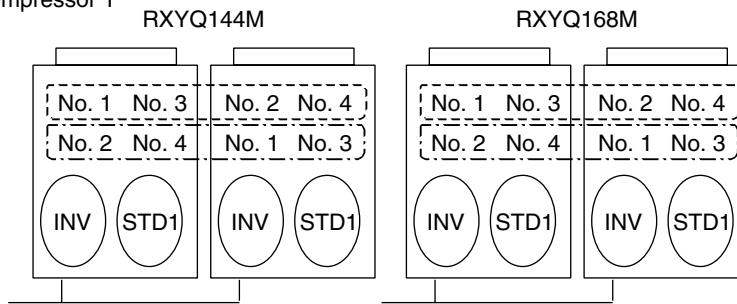 RXYQ144M RXYQ168M
No. 1 No. 3 No. 2 No. 4 No. 1 No. 3 No. 2 No. 4
No. 2 No. 4 No. 1 No. 3 No. 2 No. 4 No. 1 No. 3
INV STD1 INV STD1 INV STD1 INV STD1